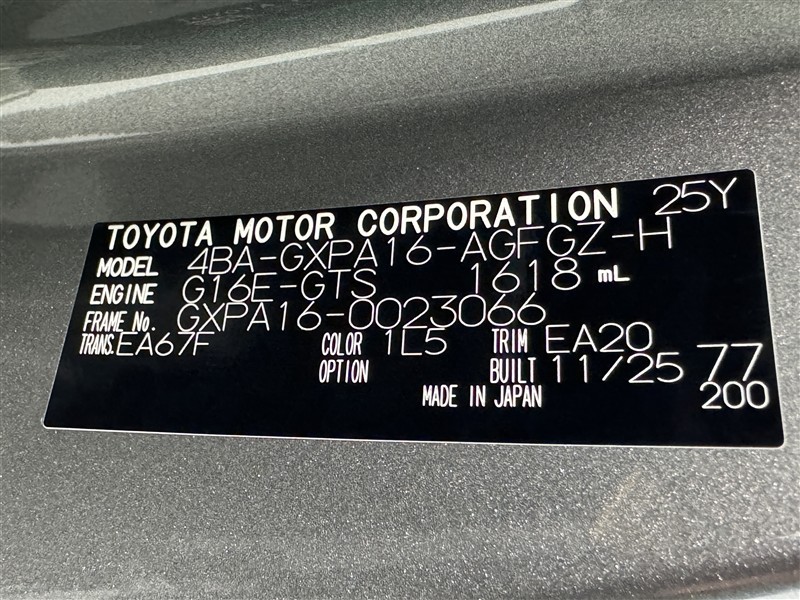 TOYOTA MOTOR CORPORATION 25Y
MODEL 4BA-GXPA16-AGFGZ-H
ENGINE G16E-GTS 1618 mL
FRAME No. GXPA16-0023066
TRANS. EA67F COLOR 1L5 TRIM EA20
OPTION BUILT 11/25 77
MADE IN JAPAN 200